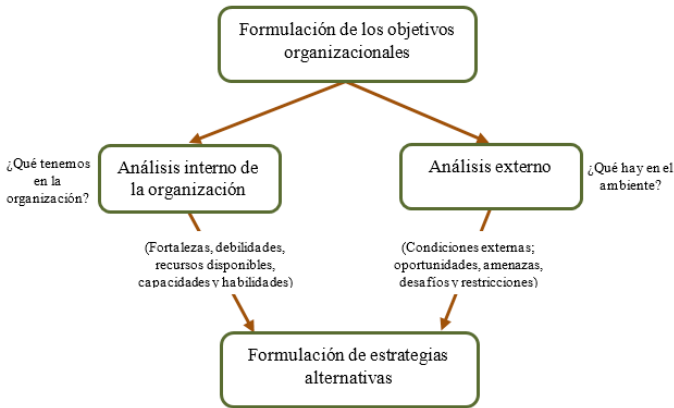 Formulación de los objetivos
organizacionales
¿Qué tenemos
en la
organización?
Análisis interno de
la organización
Análisis externo
¿Qué hay en el
ambiente?
(Fortalezas, debilidades,
recursos disponibles,
capacidades y habilidades)
(Condiciones externas;
oportunidades, amenazas,
desafíos y restricciones)
Formulación de estrategias
alternativas